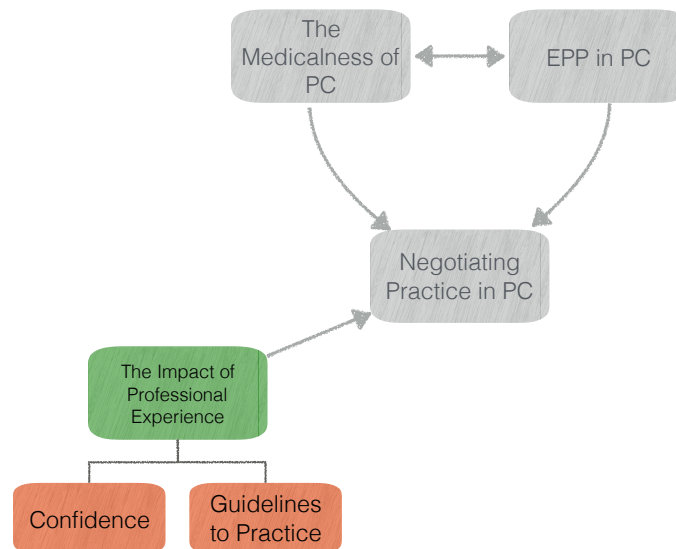 The
Medicalness of
PC
EPP in PC
Negotiating
Practice in PC
The Impact of
Professional
Experience
Confidence
Guidelines
to Practice